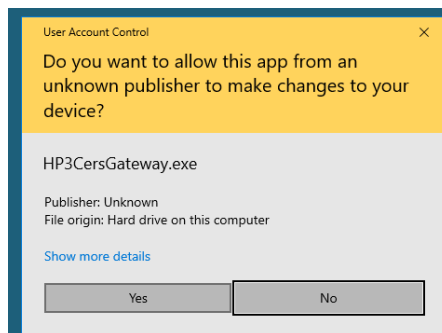 User Account Control
Do you want to allow this app from an
unknown publisher to make changes to your
device?
HP3CersGateway.exe
Publisher: Unknown
File origin: Hard drive on this computer
Show more details
Yes
No